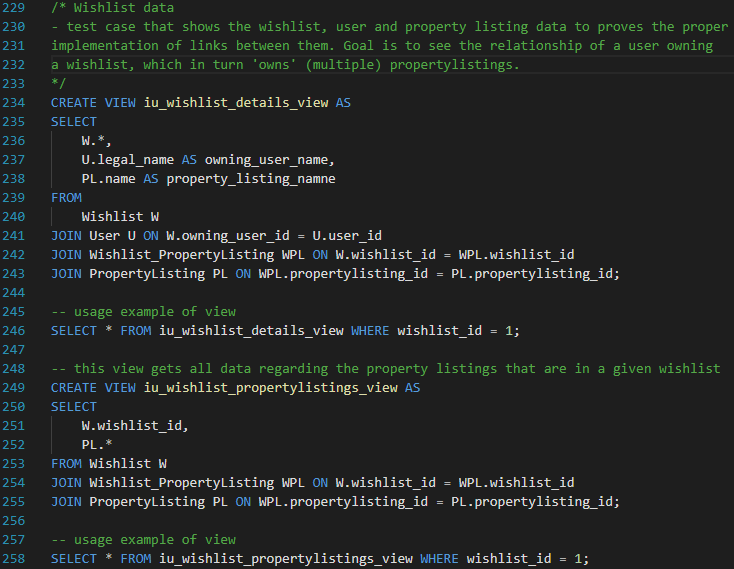 229 /* Wishlist data
230 - test case that shows the wishlist, user and property listing data to proves the proper
231 implementation of links between them. Goal is to see the relationship of a user owning
232 a wishlist, which in turn 'owns' (multiple) propertylistings.
233 */
234 CREATE VIEW iu_wishlist_details_view AS
235 SELECT
236 W.*,
237 U.legal_name AS owning_user_name,
238 PL.name AS property_listing_namne
239 FROM
240 Wishlist W
241 JOIN User U ON W.owning_user_id = U.user_id
242 JOIN Wishlist_PropertyListing WPL ON W.wishlist_id = WPL.wishlist_id
243 JOIN PropertyListing PL ON WPL.propertylisting_id = PL.propertylisting_id;
244
245 -- usage example of view
246 SELECT * FROM iu_wishlist_details_view WHERE wishlist_id = 1;
247
248 -- this view gets all data regarding the property listings that are in a given wishlist
249 CREATE VIEW iu_wishlist_propertylistings_view AS
250 SELECT
251 W.wishlist_id,
252 PL.*
253 FROM Wishlist W
254 JOIN Wishlist_PropertyListing WPL ON W.wishlist_id = WPL.wishlist_id
255 JOIN PropertyListing PL ON WPL.propertylisting_id = PL.propertylisting_id;
256
257 -- usage example of view
258 SELECT * FROM iu_wishlist_propertylistings_view WHERE wishlist_id = 1;